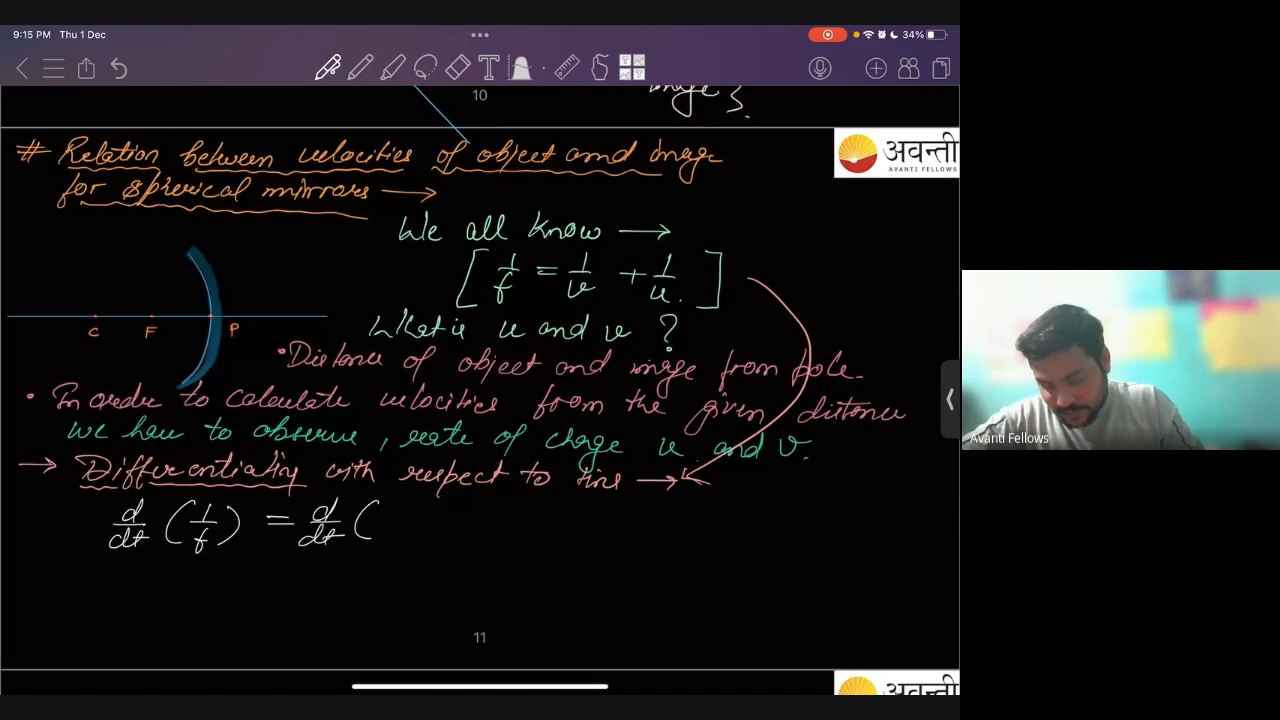 9:15 PM Thu 1 Dec
34%
10
image }.
# Relation between velocities of object and image
for spherical mirrors →
अवन्ती
AVANTI FELLOWS
We all know →
[ 1/f = 1/v + 1/u. ]
C F P
What is u and v ?
• Distance of object and image from pole.
• In order to calculate velocities from the given distance
we have to observe, rate of change u and v.
→ Differentiating with respect to time →
d/dt (1/f) = d/dt (
11
अवन्ती
Avanti Fellows